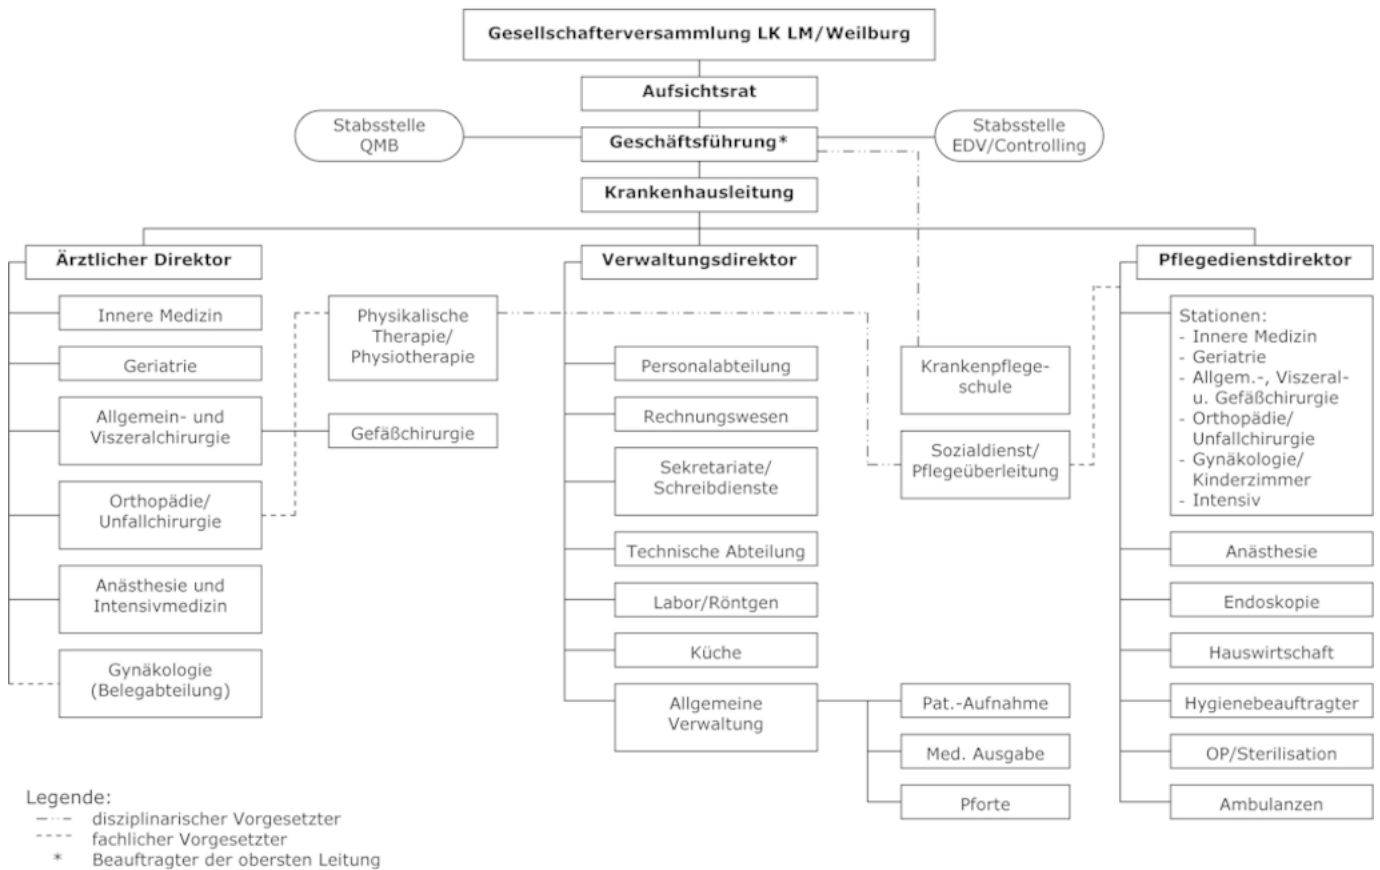 Gesellschafterversammlung LK LM/Weilburg
Aufsichtsrat
Stabsstelle
QMB
Geschäftsführung*
Stabsstelle
EDV/Controlling
Krankenhausleitung
Ärztlicher Direktor
Verwaltungsdirektor
Pflegedienstdirektor
Innere Medizin
Geriatrie
Allgemein- und
Viszeralchirurgie
Orthopädie/
Unfallchirurgie
Anästhesie und
Intensivmedizin
Gynäkologie
(Belegabteilung)
Physikalische
Therapie/
Physiotherapie
Gefäßchirurgie
Personalabteilung
Rechnungswesen
Sekretariate/
Schreibdienste
Technische Abteilung
Labor/Röntgen
Küche
Allgemeine
Verwaltung
Krankenpflege-
schule
Sozialdienst/
Pflegeüberleitung
Pat.-Aufnahme
Med. Ausgabe
Pforte
Stationen:
- Innere Medizin
- Geriatrie
- Allgem.-, Viszeral-
u. Gefäßchirurgie
- Orthopädie/
Unfallchirurgie
- Gynäkologie/
Kinderzimmer
- Intensiv
Anästhesie
Endoskopie
Hauswirtschaft
Hygienebeauftragter
OP/Sterilisation
Ambulanzen
Legende:
disziplinarischer Vorgesetzter
fachlicher Vorgesetzter
* Beauftragter der obersten Leitung